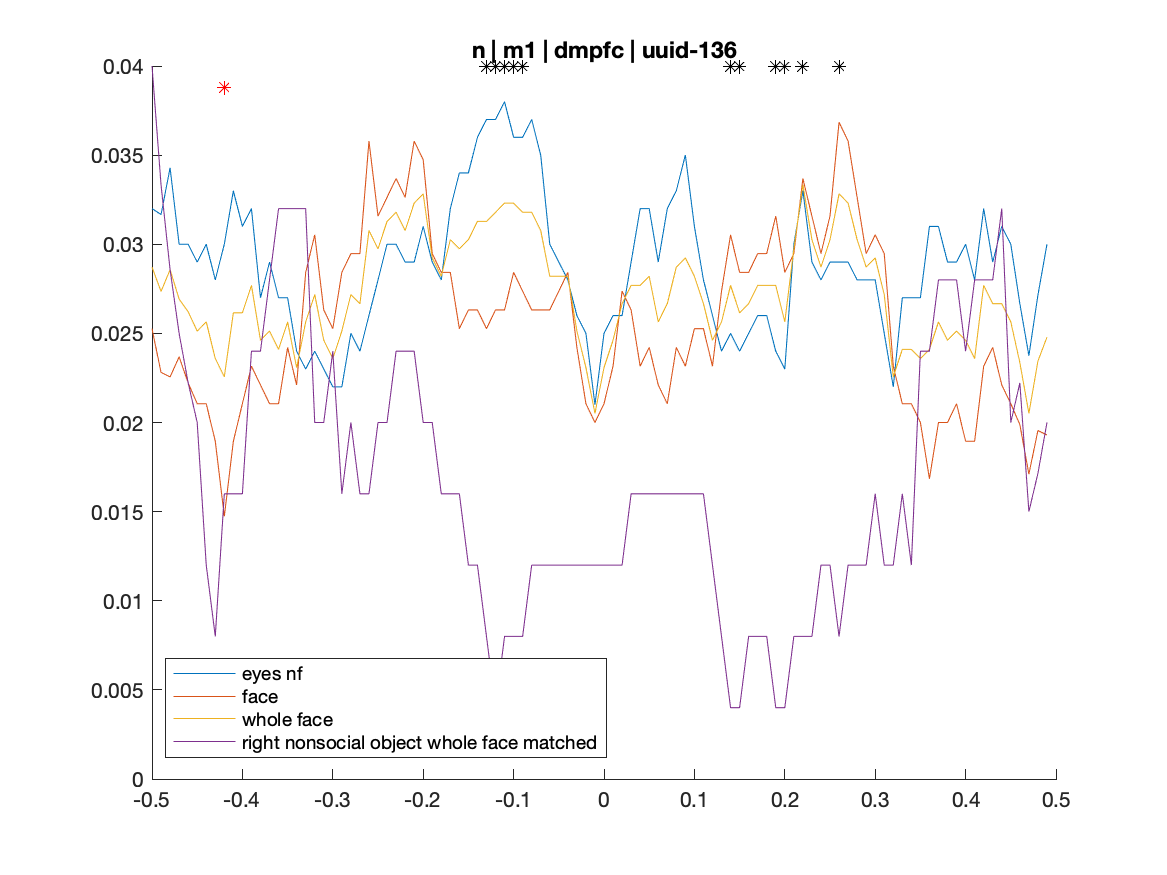 n | m1 | dmpfc | uuid-136
0.04
0.035
0.03
0.025
0.02
0.015
0.01
0.005
0
eyes nf
face
whole face
right nonsocial object whole face matched
-0.5 -0.4 -0.3 -0.2 -0.1 0 0.1 0.2 0.3 0.4 0.5